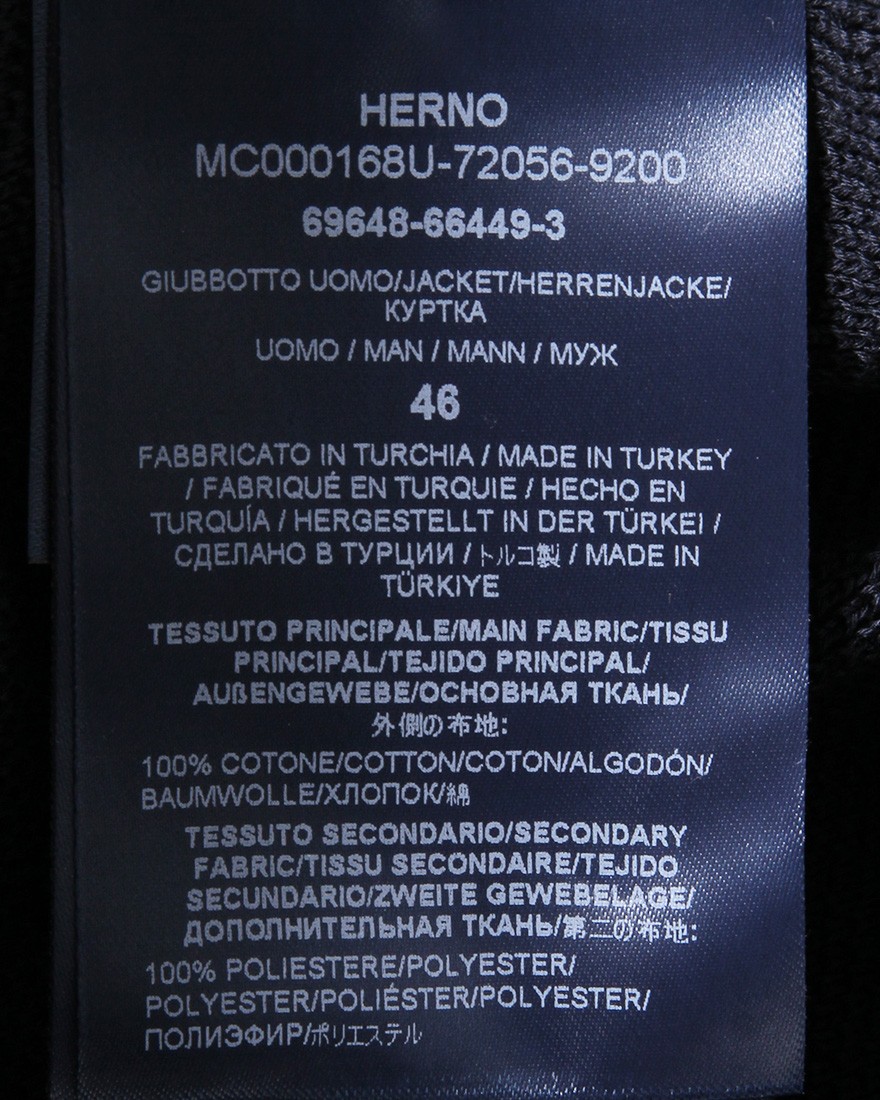 HERNO
MC000168U-72056-9200
69648-66449-3
GIUBBOTTO UOMO/JACKET/HERRENJACKE/
КУРТКА
UOMO / MAN / MANN / МУЖ
46
FABBRICATO IN TURCHIA / MADE IN TURKEY
/ FABRIQUÉ EN TURQUIE / HECHO EN
TURQUÍA / HERGESTELLT IN DER TÜRKEI /
СДЕЛАНО В ТУРЦИИ / トルコ製 / MADE IN
TÜRKIYE
TESSUTO PRINCIPALE/MAIN FABRIC/TISSU
PRINCIPAL/TEJIDO PRINCIPAL/
AUßENGEWEBE/ОСНОВНАЯ ТКАНЬ/
外側の布地:
100% COTONE/COTTON/COTON/ALGODÓN/
BAUMWOLLE/ХЛОПОК/綿
TESSUTO SECONDARIO/SECONDARY
FABRIC/TISSU SECONDAIRE/TEJIDO
SECUNDARIO/ZWEITE GEWEBELAGE/
ДОПОЛНИТЕЛЬНАЯ ТКАНЬ/第二の布地:
100% POLIESTERE/POLYESTER/
POLYESTER/POLIÉSTER/POLYESTER/
ПОЛИЭФИР/ポリエステル